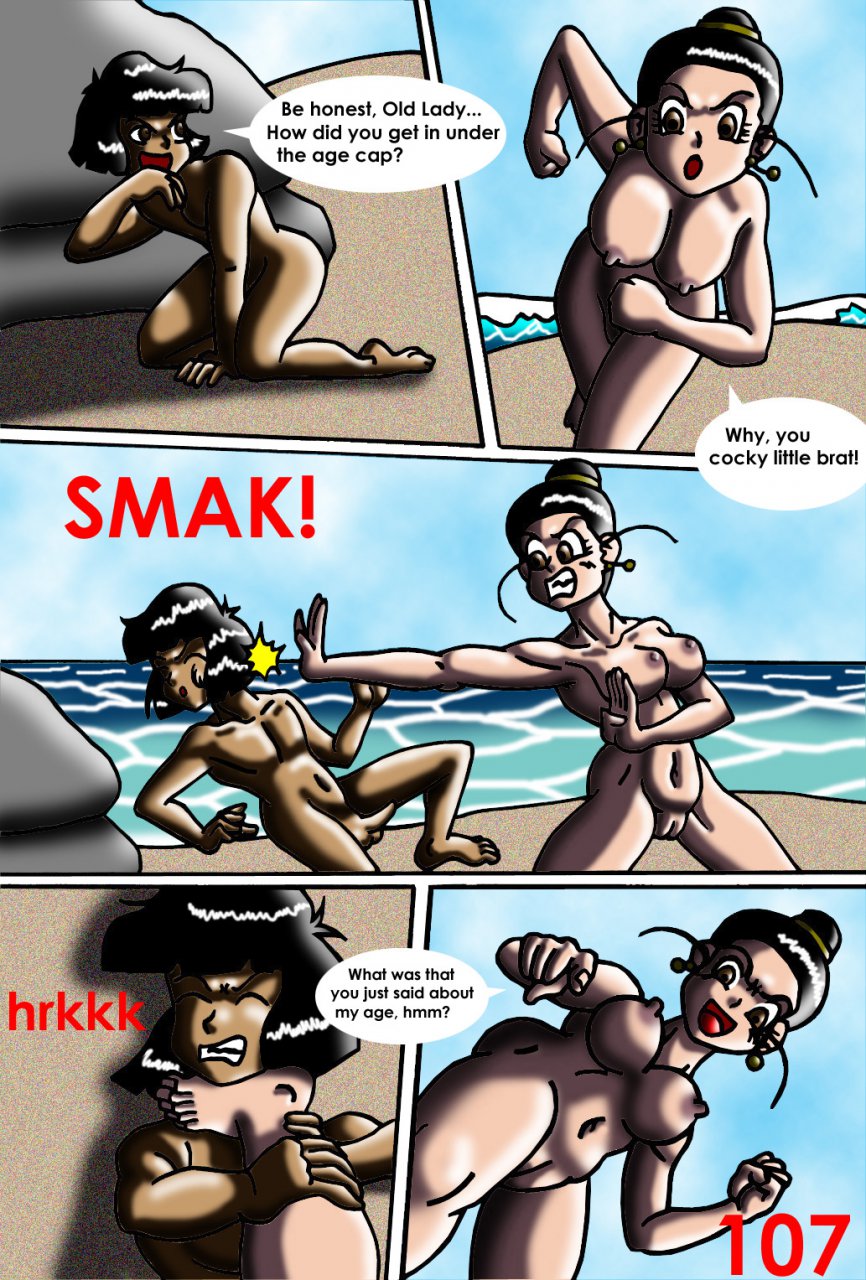 Be honest, Old Lady...
How did you get in under
the age cap?
Why, you
cocky little brat!
SMAK!
hrkkk
What was that
you just said about
my age, hmm?
107